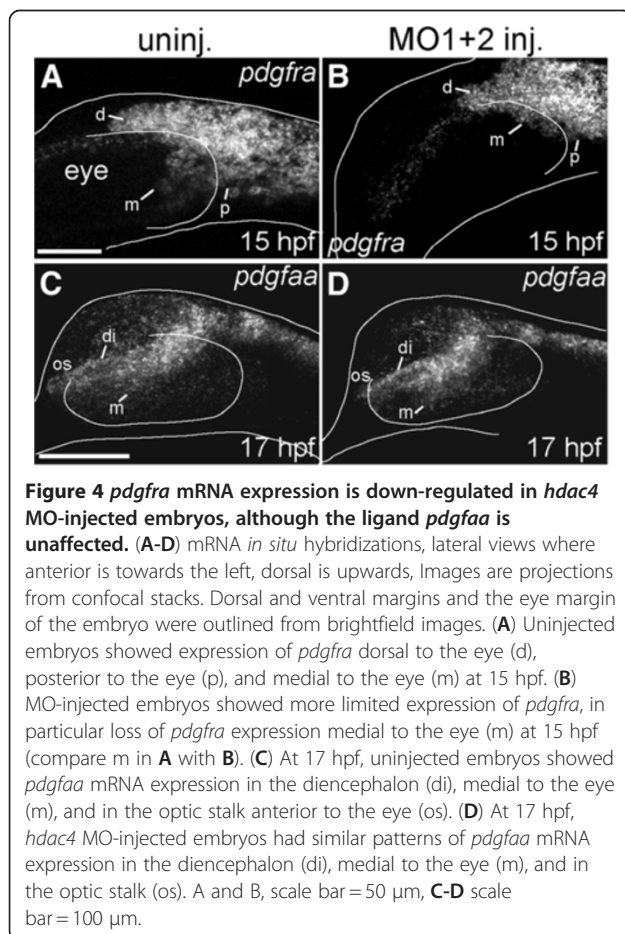 uninj. MO1+2 inj.
A pdgfra B
d d
m p
eye
m p
15 hpf pdgfra 15 hpf
C pdgfaa D pdgfaa
di di
os os
m m
17 hpf 17 hpf
Figure 4 pdgfra mRNA expression is down-regulated in hdac4
MO-injected embryos, although the ligand pdgfaa is
unaffected. (A-D) mRNA in situ hybridizations, lateral views where
anterior is towards the left, dorsal is upwards, Images are projections
from confocal stacks. Dorsal and ventral margins and the eye margin
of the embryo were outlined from brightfield images. (A) Uninjected
embryos showed expression of pdgfra dorsal to the eye (d),
posterior to the eye (p), and medial to the eye (m) at 15 hpf. (B)
MO-injected embryos showed more limited expression of pdgfra, in
particular loss of pdgfra expression medial to the eye (m) at 15 hpf
(compare m in A with B). (C) At 17 hpf, uninjected embryos showed
pdgfaa mRNA expression in the diencephalon (di), medial to the eye
(m), and in the optic stalk anterior to the eye (os). (D) At 17 hpf,
hdac4 MO-injected embryos had similar patterns of pdgfaa mRNA
expression in the diencephalon (di), medial to the eye (m), and in
the optic stalk (os). A and B, scale bar = 50 μm, C-D scale
bar = 100 μm.